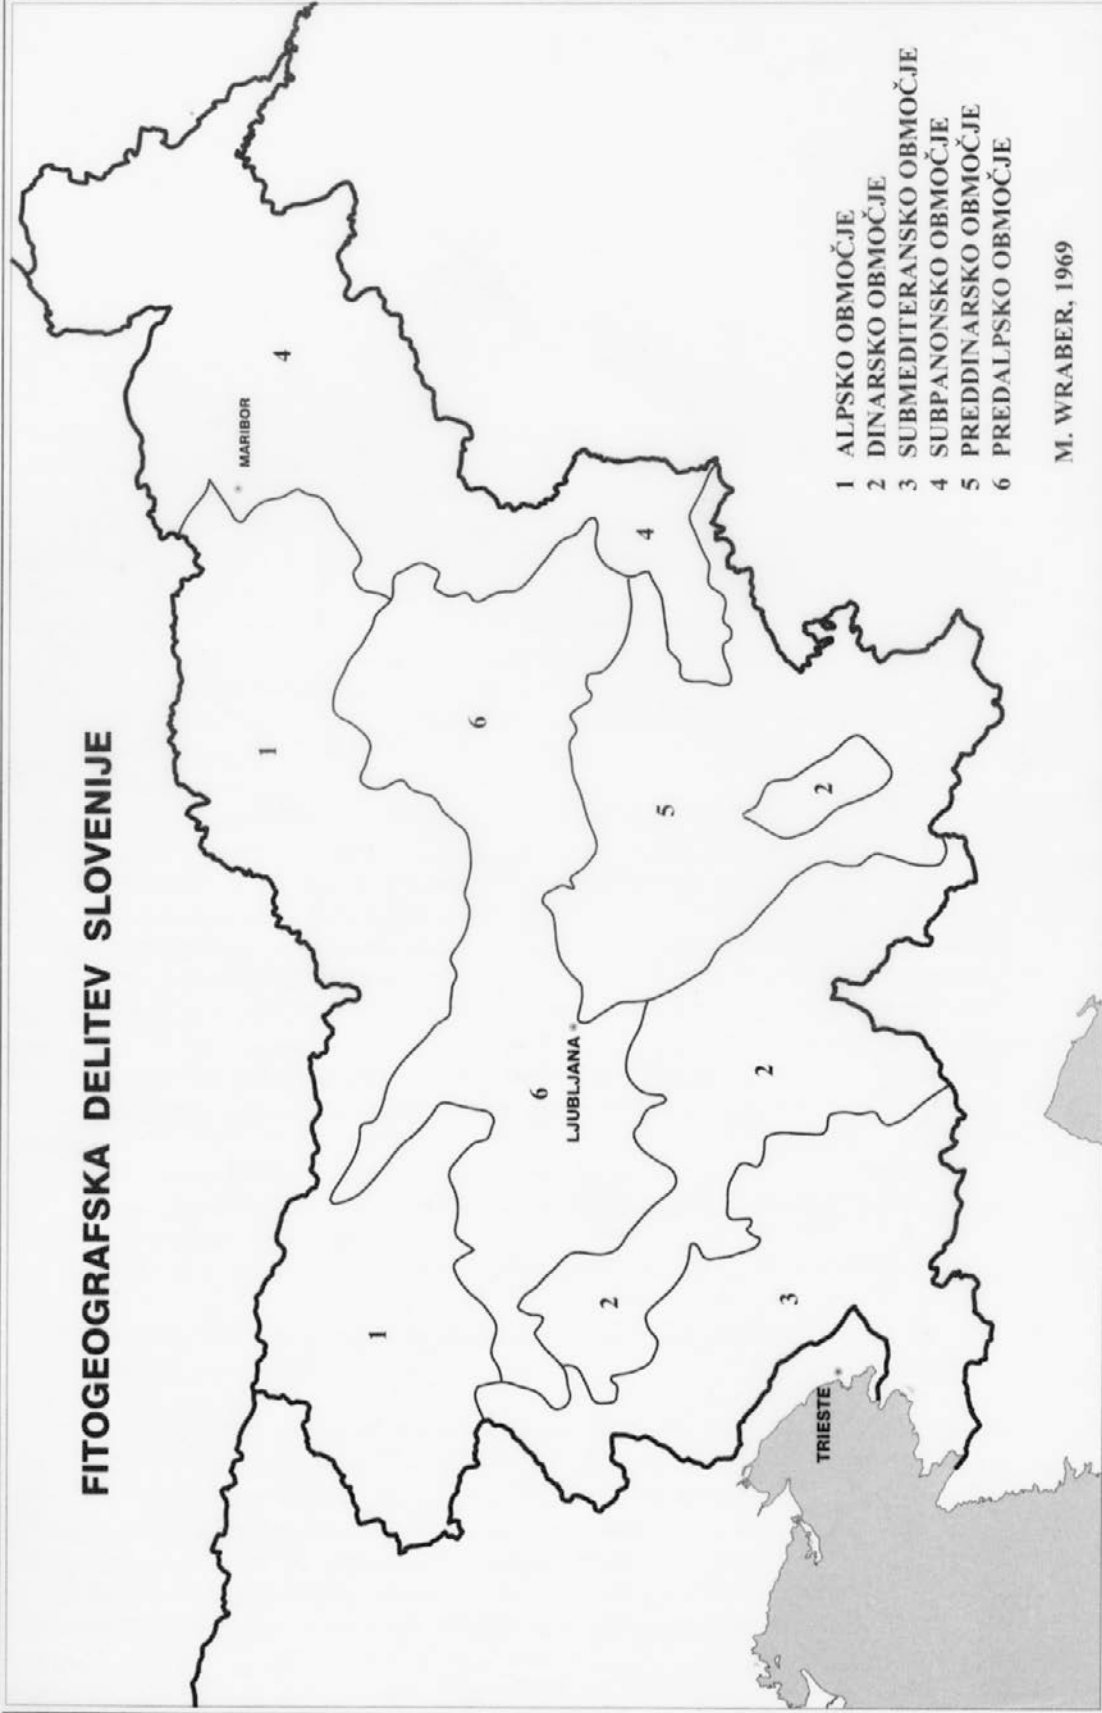 FITOGEOGRAFSKA DELITEV SLOVENIJE
4
MARIBOR
1
1
6
4
6
LJUBLJANA
5
2
2
2
3
TRIESTE
1 ALPSKO OBMOČJE
2 DINARSKO OBMOČJE
3 SUBMEDITERANSKO OBMOČJE
4 SUBPANONSKO OBMOČJE
5 PREDDINARSKO OBMOČJE
6 PREDALPSKO OBMOČJE
M. WRABER, 1969